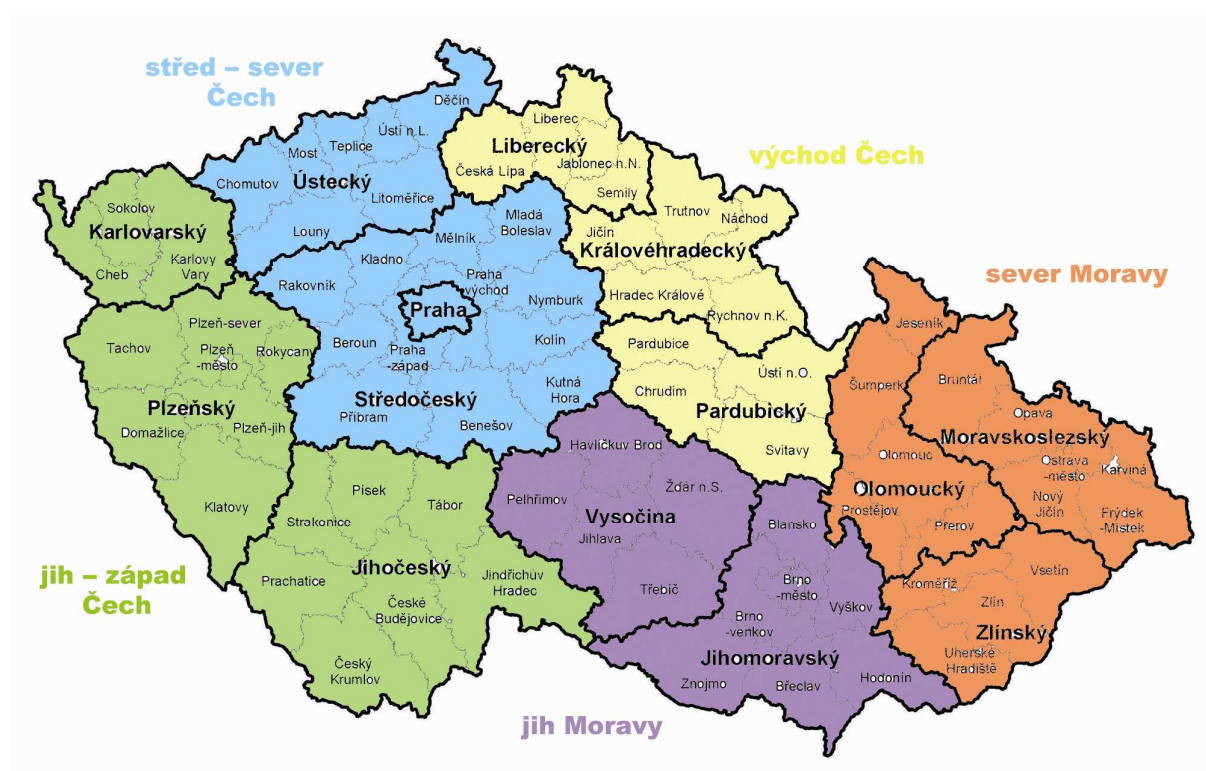 střed – sever
Čech
Děčín
Ústí n.L.
Teplice
Most
Ústecký
Chomutov
Litoměřice
Louny
Liberec
Liberecký
Jablonec n.N.
Česká Lípa
Semily
východ Čech
Trutnov
Náchod
Jičín
Královéhradecký
Hradec Králové
Rychnov n.K.
Sokolov
Karlovarský
Cheb
Karlovy
Vary
Mladá
Boleslav
Mělník
Kladno
Rakovník
Praha
východ
Nymburk
Praha
Kolín
Beroun
Praha
-západ
Kutná
Hora
Středočeský
Příbram
Benešov
Plzeň-sever
Tachov
Plzeň
-město
Rokycany
Plzeňský
Domažlice
Plzeň-jih
Klatovy
Pardubice
Ústí n.O.
Chrudim
Pardubický
Svitavy
sever Moravy
Jeseník
Šumperk
Bruntál
Opava
Moravskoslezský
Olomouc
Ostrava
-město
Karviná
Olomoucký
Prostějov
Nový
Jičín
Přerov
Frýdek
-Místek
Havlíčkuv Brod
Pelhřimov
Žďár n.S.
Vysočina
Jihlava
Třebíč
Blansko
Brno
-město
Vyškov
Brno
-venkov
Jihomoravský
Znojmo
Břeclav
Hodonín
jih Moravy
Písek
Tábor
Strakonice
Jihočeský
Prachatice
Jindřichův
Hradec
České
Budějovice
Český
Krumlov
jih – západ
Čech
Kroměříž
Vsetín
Zlín
Zlínský
Uherské
Hradiště